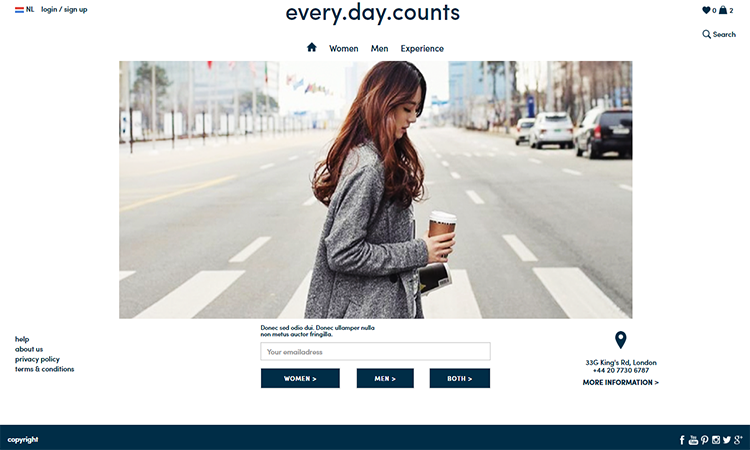 NL login / sign up
every.day.counts
0 2
Search
Women Men Experience
Donec sed odio dui. Donec ullamper nulla
non metus auctor fringilla.
Your emailadress
WOMEN > MEN > BOTH >
help
about us
privacy policy
terms & conditions
33G King's Rd, London
+44 20 7730 6787
MORE INFORMATION >
copyright